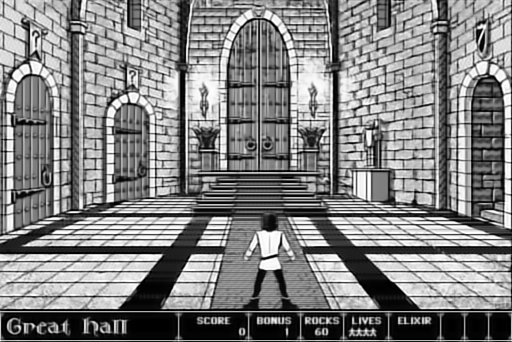 ?
?
Great hall
SCORE
0
BONUS
1
ROCKS
60
LIVES
★★★★
ELIXIR